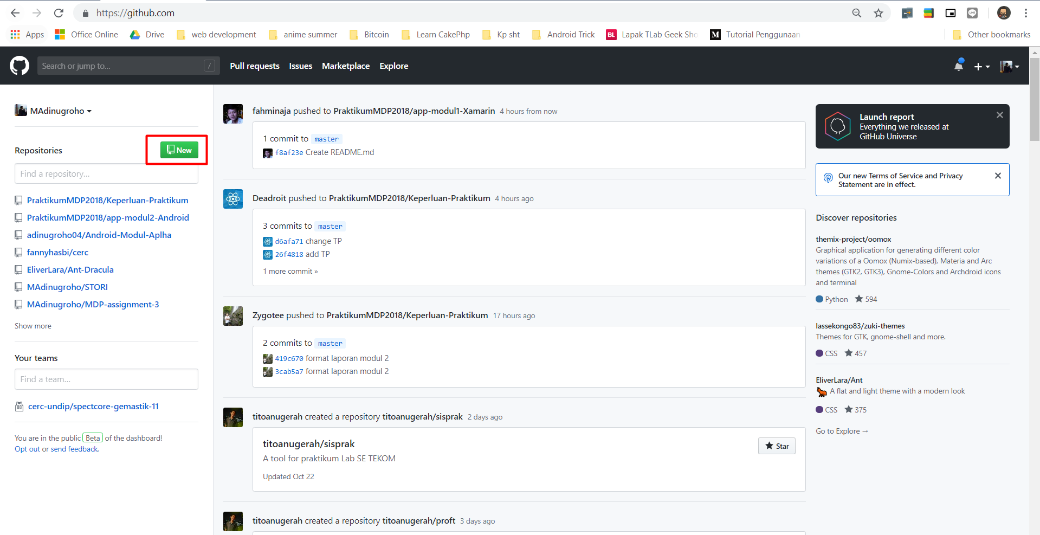 https://github.com
Apps Office Online Drive web development anime summer Bitcoin Learn CakePhp Kp sht Android Trick Lapak TLab Geek Sho Tutorial Penggunaan Other bookmarks
Search or jump to... / Pull requests Issues Marketplace Explore
MAdinugroho
Repositories New
Find a repository...
PraktikumMDP2018/Keperluan-Praktikum
PraktikumMDP2018/app-modul2-Android
adinugroho04/Android-Modul-Aplha
fannyhasbi/cerc
EliverLara/Ant-Dracula
MAdinugroho/STORI
MAdinugroho/MDP-assignment-3
Show more
Your teams
Find a team...
cerc-undip/spectcore-gemastik-11
You are in the public Beta of the dashboard!
Opt out or send feedback.
fahminaja pushed to PraktikumMDP2018/app-modul1-Xamarin 4 hours from now
1 commit to master
f8af23a Create README.md
Deadroit pushed to PraktikumMDP2018/Keperluan-Praktikum 4 hours ago
3 commits to master
d6afa71 change TP
26f4813 add TP
1 more commit »
Zygotee pushed to PraktikumMDP2018/Keperluan-Praktikum 17 hours ago
2 commits to master
419c670 format laporan modul 2
3cab5a7 format laporan modul 2
titoanugerah created a repository titoanugerah/sisprak 2 days ago
titoanugerah/sisprak
Star
A tool for praktikum Lab SE TEKOM
Updated Oct 22
titoanugerah created a repository titoanugerah/proft 3 days ago
Launch report
Everything we released at
GitHub Universe
Our new Terms of Service and Privacy
Statement are in effect.
Discover repositories
themix-project/oomox
Graphical application for generating different color
variations of a Oomox (Numix-based), Materia and Arc
themes (GTK2, GTK3), Gnome-Colors and Archdroid icons
and terminal
Python 594
lassekongo83/zuki-themes
Themes for GTK, gnome-shell and more.
CSS 457
EliverLara/Ant
A flat and light theme with a modern look
CSS 375
Go to Explore →